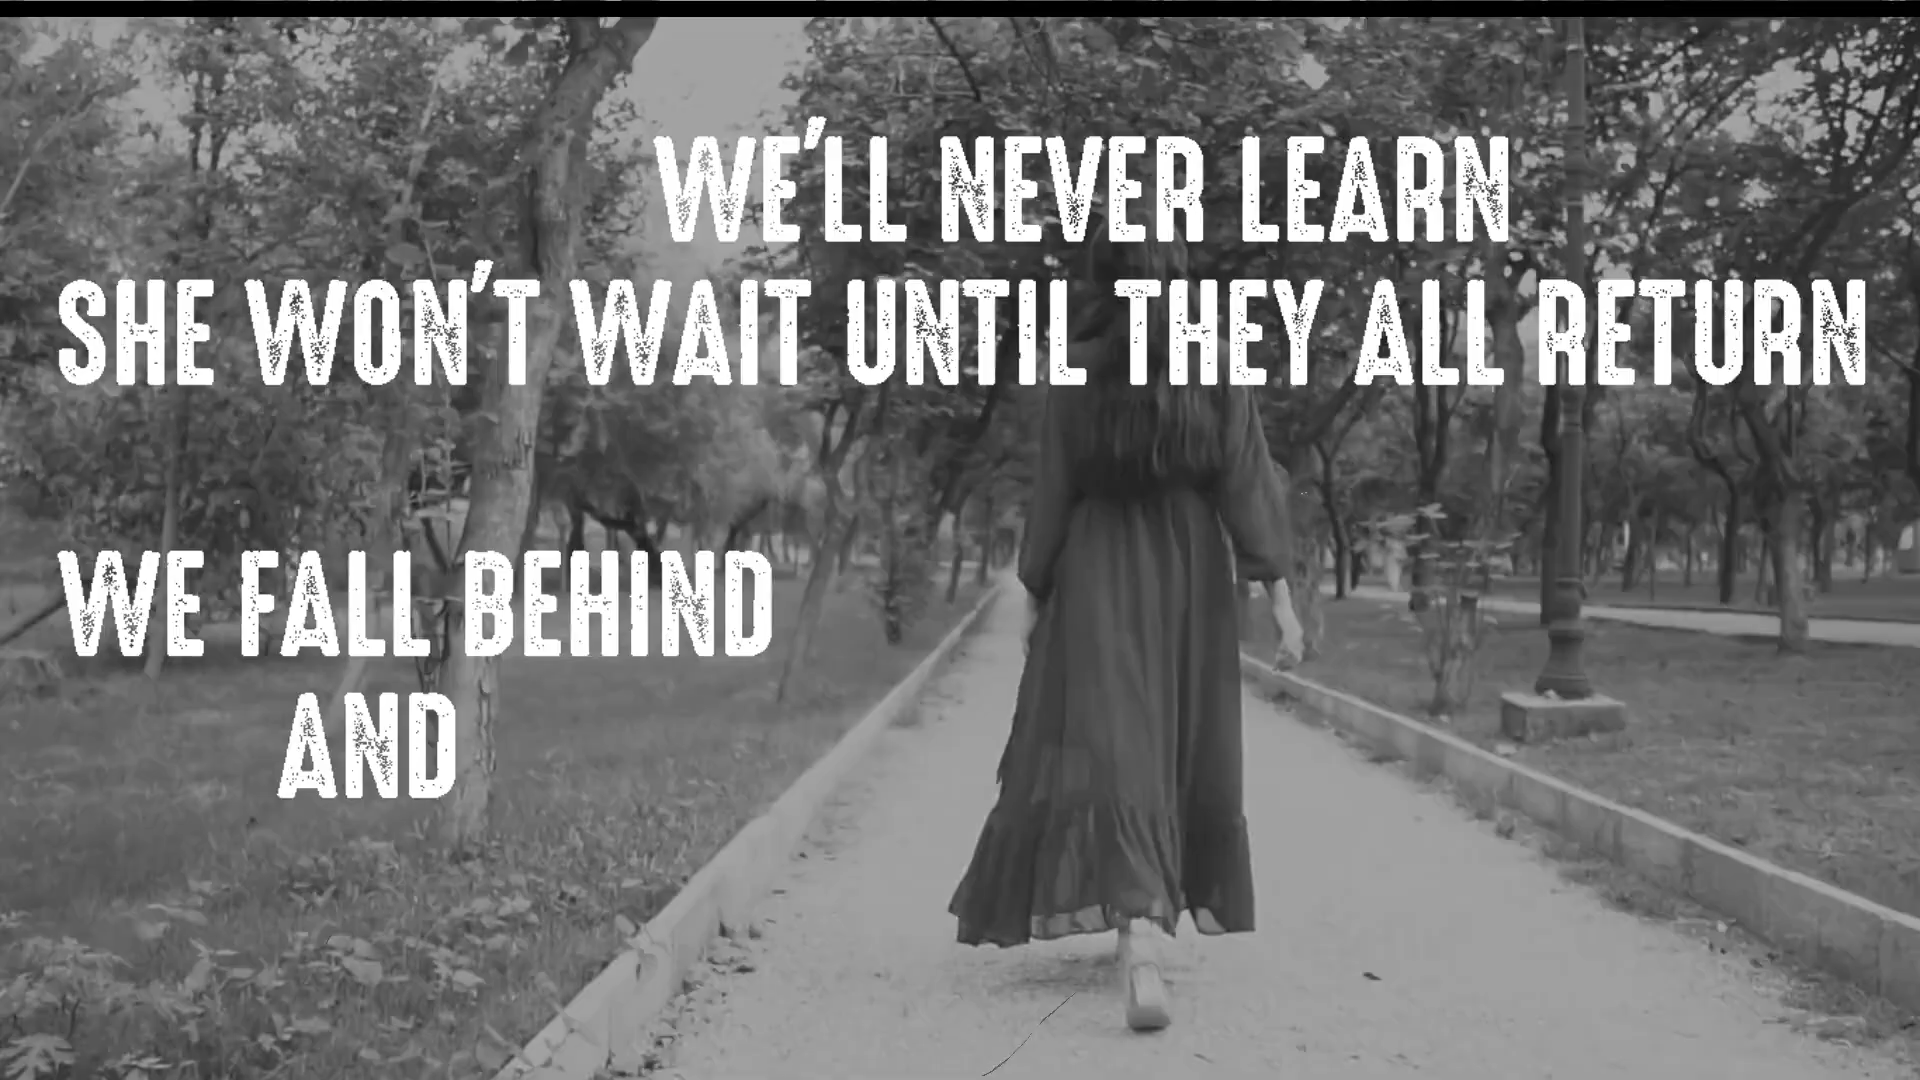 WE'LL NEVER LEARN
SHE WON'T WAIT UNTIL THEY ALL RETURN
WE FALL BEHIND
AND